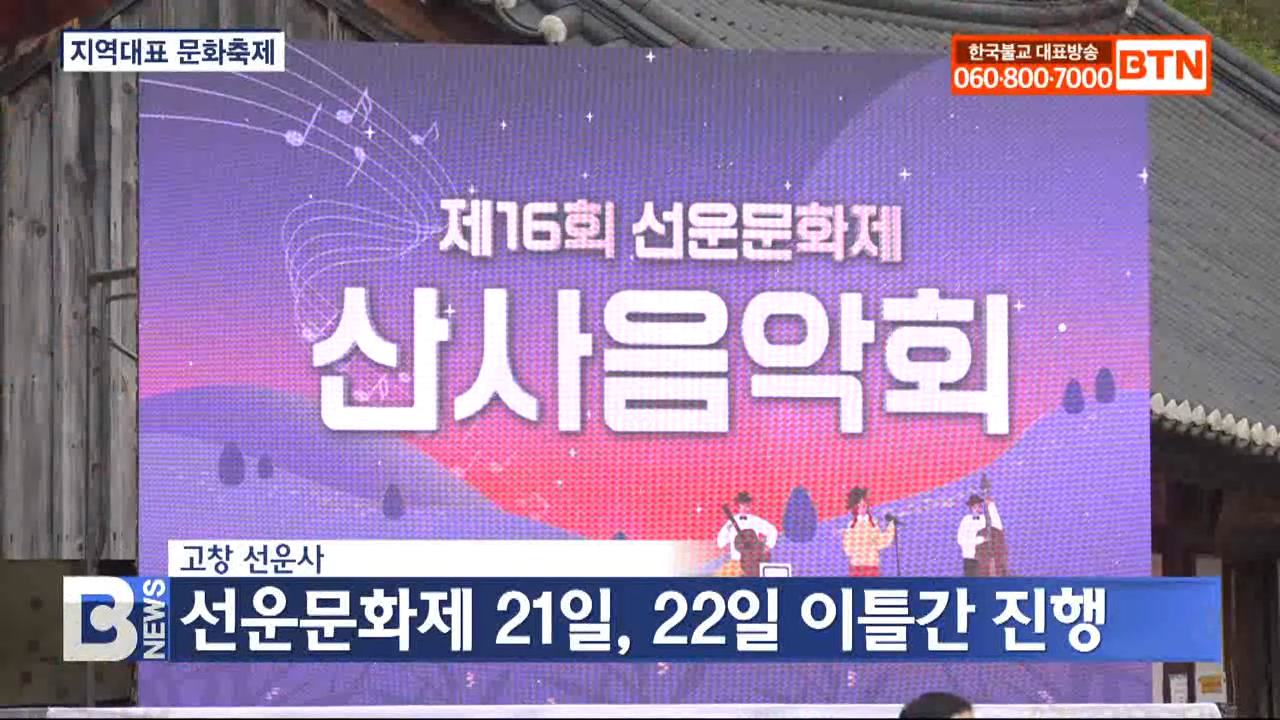 지역대표 문화축제
한국불교 대표방송
060·800·7000
BTN
제16회 선운문화제
산사음악회
고창 선운사
B NEWS
선운문화제 21일, 22일 이틀간 진행